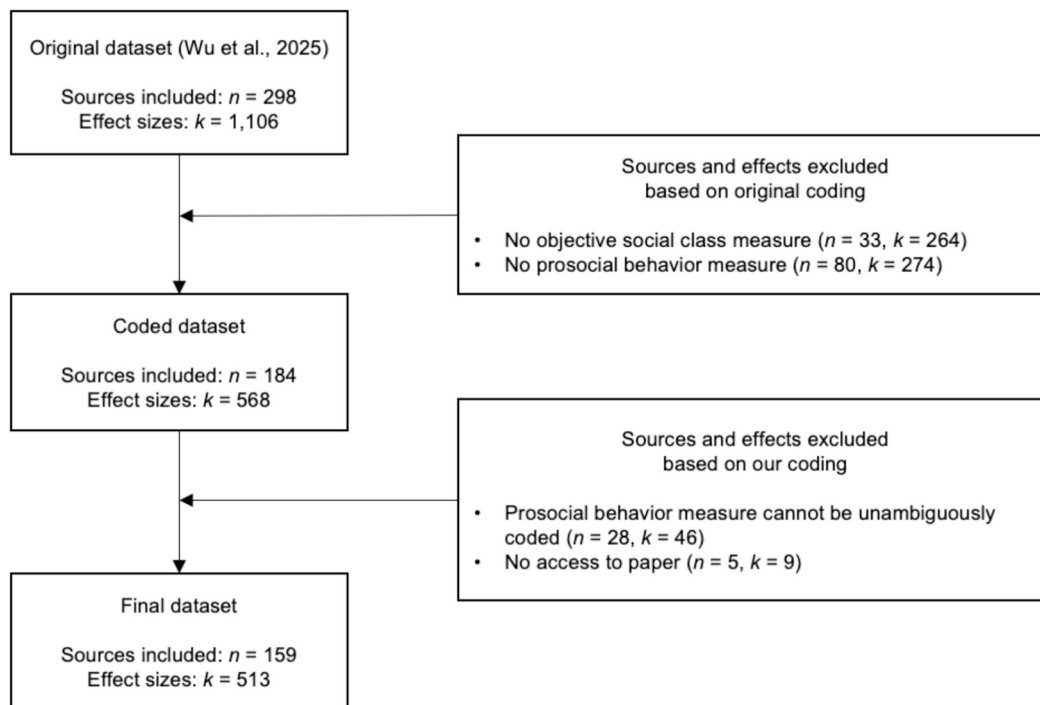 Original dataset (Wu et al., 2025)
Sources included: n = 298
Effect sizes: k = 1,106
Sources and effects excluded
based on original coding
• No objective social class measure (n = 33, k = 264)
• No prosocial behavior measure (n = 80, k = 274)
Coded dataset
Sources included: n = 184
Effect sizes: k = 568
Sources and effects excluded
based on our coding
• Prosocial behavior measure cannot be unambiguously
coded (n = 28, k = 46)
• No access to paper (n = 5, k = 9)
Final dataset
Sources included: n = 159
Effect sizes: k = 513